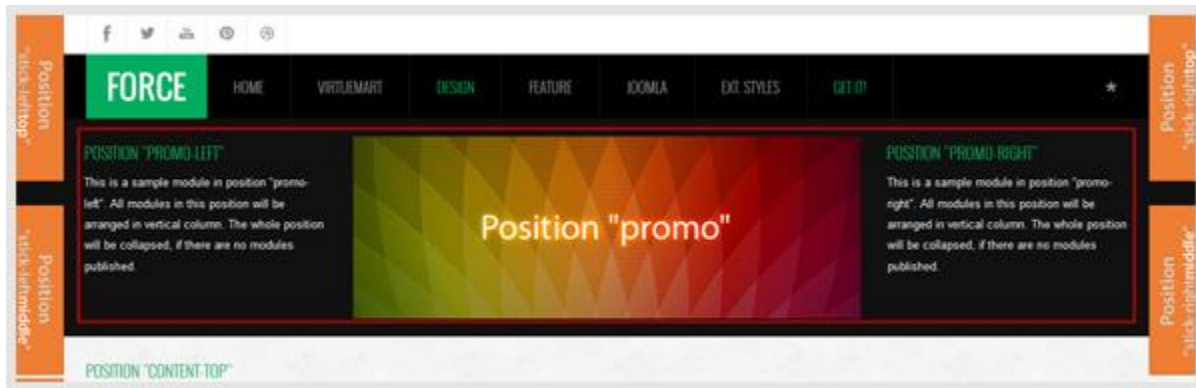 Position
"stick-lefttop"
FORCE
HOME
VIRTUEMART
DESIGN
FEATURE
JOOMLA
EXT. STYLES
GET IT!
Position
"stick-righttop"
POSITION "PROMO-LEFT"
This is a sample module in position "promo-
left". All modules in this position will be
arranged in vertical column. The whole position
will be collapsed, if there are no modules
published.
Position "promo"
POSITION "PROMO-RIGHT"
This is a sample module in position "promo-
right". All modules in this position will be
arranged in vertical column. The whole position
will be collapsed, if there are no modules
published.
Position
"stick-leftmiddle"
Position
"stick-rightmiddle"
POSITION "CONTENT-TOP"